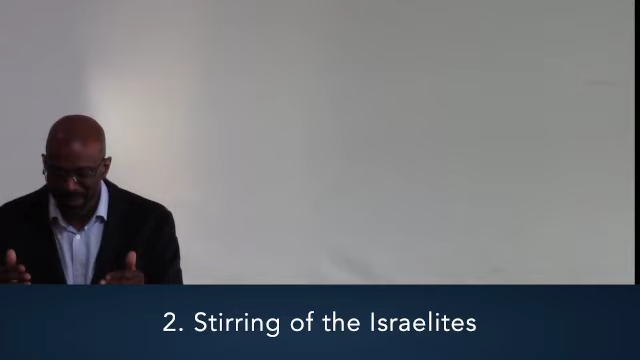 2. Stirring of the Israelites